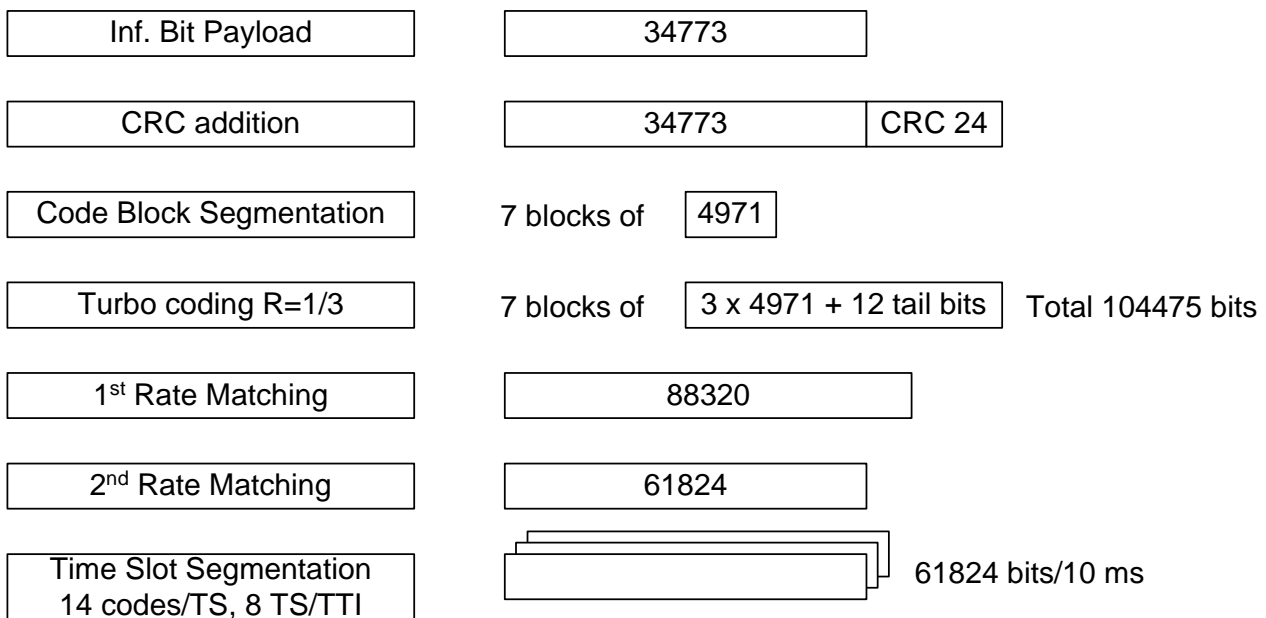 Inf. Bit Payload 34773
CRC addition 34773 CRC 24
Code Block Segmentation 7 blocks of 4971
Turbo coding R=1/3 7 blocks of 3 x 4971 + 12 tail bits Total 104475 bits
1st Rate Matching 88320
2nd Rate Matching 61824
Time Slot Segmentation
14 codes/TS, 8 TS/TTI
61824 bits/10 ms